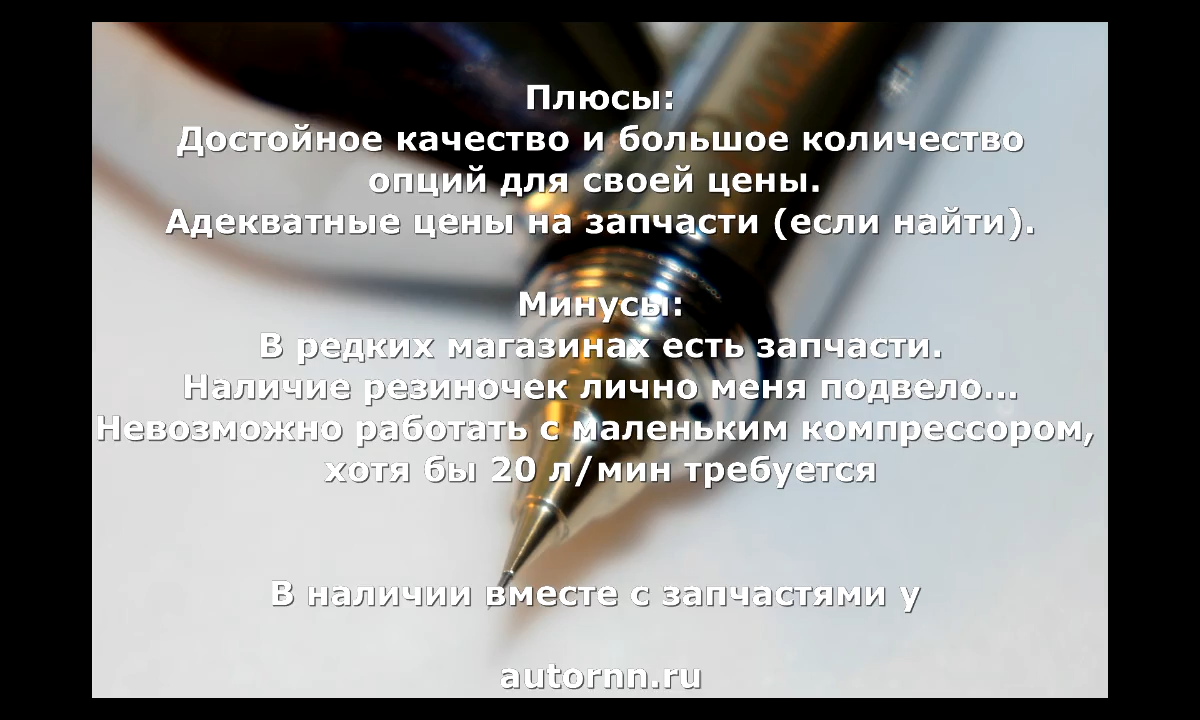 Плюсы:
Достойное качество и большое количество
опций для своей цены.
Адекватные цены на запчасти (если найти).
Минусы:
В редких магазинах есть запчасти.
Наличие резиночек лично меня подвело...
Невозможно работать с маленьким компрессором,
хотя бы 20 л/мин требуется
В наличии вместе с запчастями у
autornn.ru